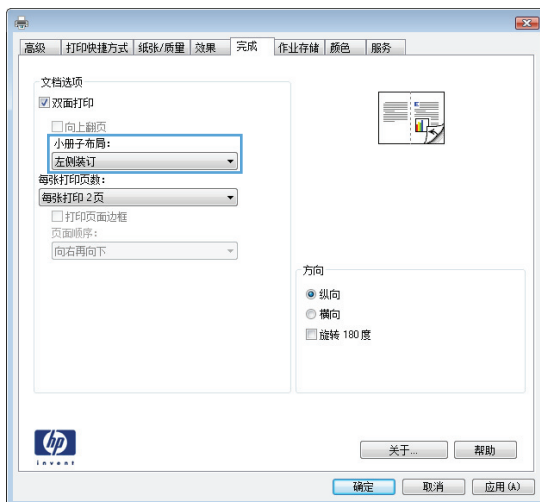 高级 打印快捷方式 纸张/质量 效果 完成 作业存储 颜色 服务
文档选项
双面打印
向上翻页
小册子布局:
左侧装订
每张打印页数:
每张打印 2 页
打印页面边框
页面顺序:
向右再向下
方向
纵向
横向
旋转 180 度
hp
invent
关于... 帮助
确定 取消 应用 (A)